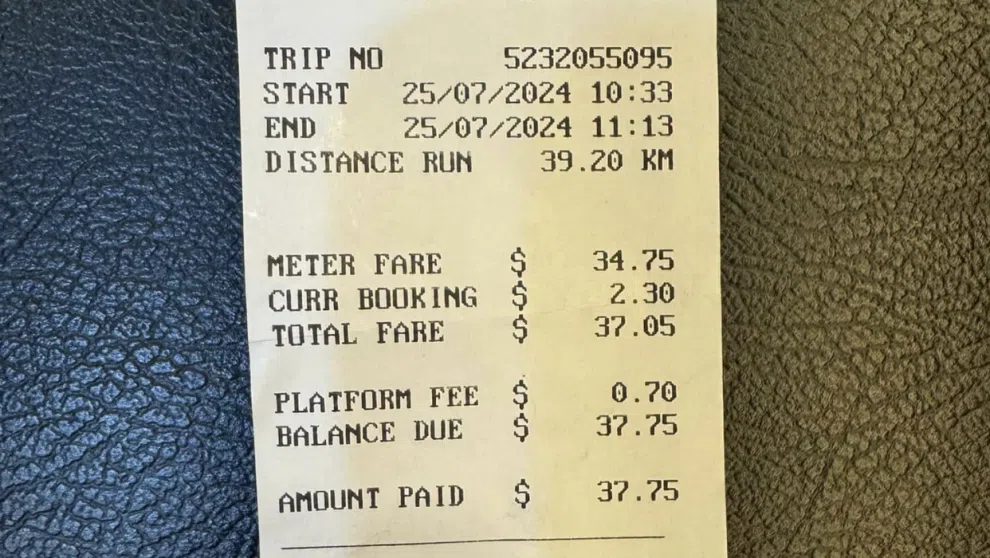 TRIP NO 5232055095
START 25/07/2024 10:33
END 25/07/2024 11:13
DISTANCE RUN 39.20 KM
METER FARE $ 34.75
CURR BOOKING $ 2.30
TOTAL FARE $ 37.05
PLATFORM FEE $ 0.70
BALANCE DUE $ 37.75
AMOUNT PAID $ 37.75